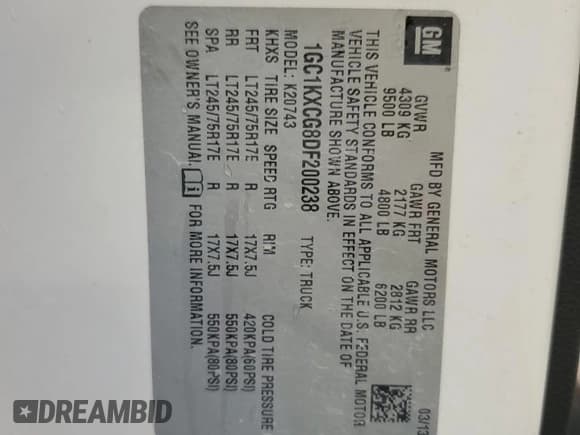 GM
MFD BY GENERAL MOTORS LLC
03/13
GVWR GAWR FRT GAWR RR
4309 KG 2177 KG 2812 KG
9500 LB 4800 LB 6200 LB
THIS VEHICLE CONFORMS TO ALL APPLICABLE U.S. FEDERAL MOTOR
VEHICLE SAFETY STANDARDS IN EFFECT ON THE DATE OF
MANUFACTURE SHOWN ABOVE.
1GC1KXCG8DF200238 TYPE: TRUCK
MODEL: K20743
KHXS TIRE SIZE SPEED RTG RIM COLD TIRE PRESSURE
FRT LT245/75R17E R 17X7.5J 420KPA(60PSI)
RR LT245/75R17E R 17X7.5J 550KPA(80PSI)
SPA LT245/75R17E R 17X7.5J 550KPA(80PSI)
SEE OWNER'S MANUAL i FOR MORE INFORMATION.
DREAMBID